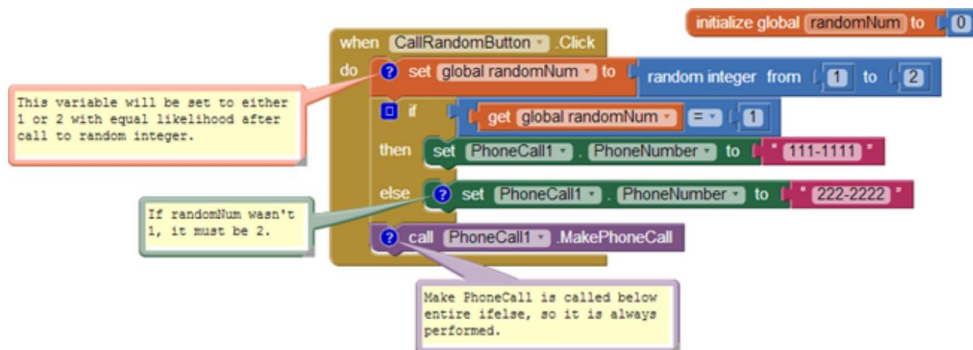 initialize global randomNum to 0
when CallRandomButton .Click
do ? set global randomNum to random integer from 1 to 2
This variable will be set to either
1 or 2 with equal likelihood after
call to random integer.
if get global randomNum = 1
then set PhoneCall1 . PhoneNumber to " 111-1111 "
else ? set PhoneCall1 . PhoneNumber to " 222-2222 "
If randomNum wasn't
1, it must be 2.
? call PhoneCall1 .MakePhoneCall
Make PhoneCall is called below
entire ifelse, so it is always
performed.